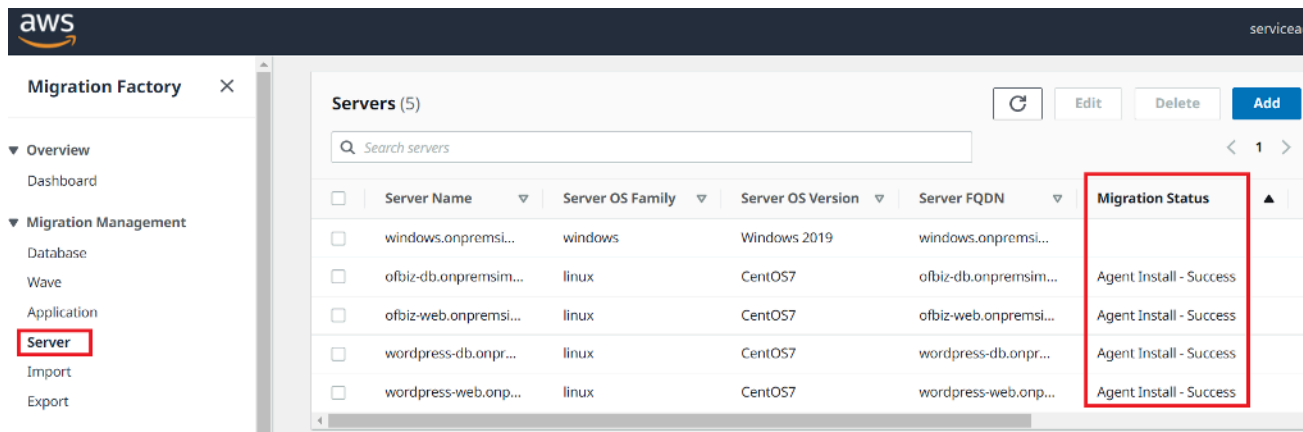 aws
servicea
Migration Factory
Overview
Dashboard
Migration Management
Database
Wave
Application
Server
Import
Export
Servers (5)
Edit Delete Add
Search servers
1
Server Name Server OS Family Server OS Version Server FQDN Migration Status
windows.onpremsi... windows Windows 2019 windows.onpremsi...
ofbiz-db.onpremsim... linux CentOS7 ofbiz-db.onpremsim... Agent Install - Success
ofbiz-web.onpremsi... linux CentOS7 ofbiz-web.onpremsi... Agent Install - Success
wordpress-db.onpr... linux CentOS7 wordpress-db.onpr... Agent Install - Success
wordpress-web.onp... linux CentOS7 wordpress-web.onp... Agent Install - Success